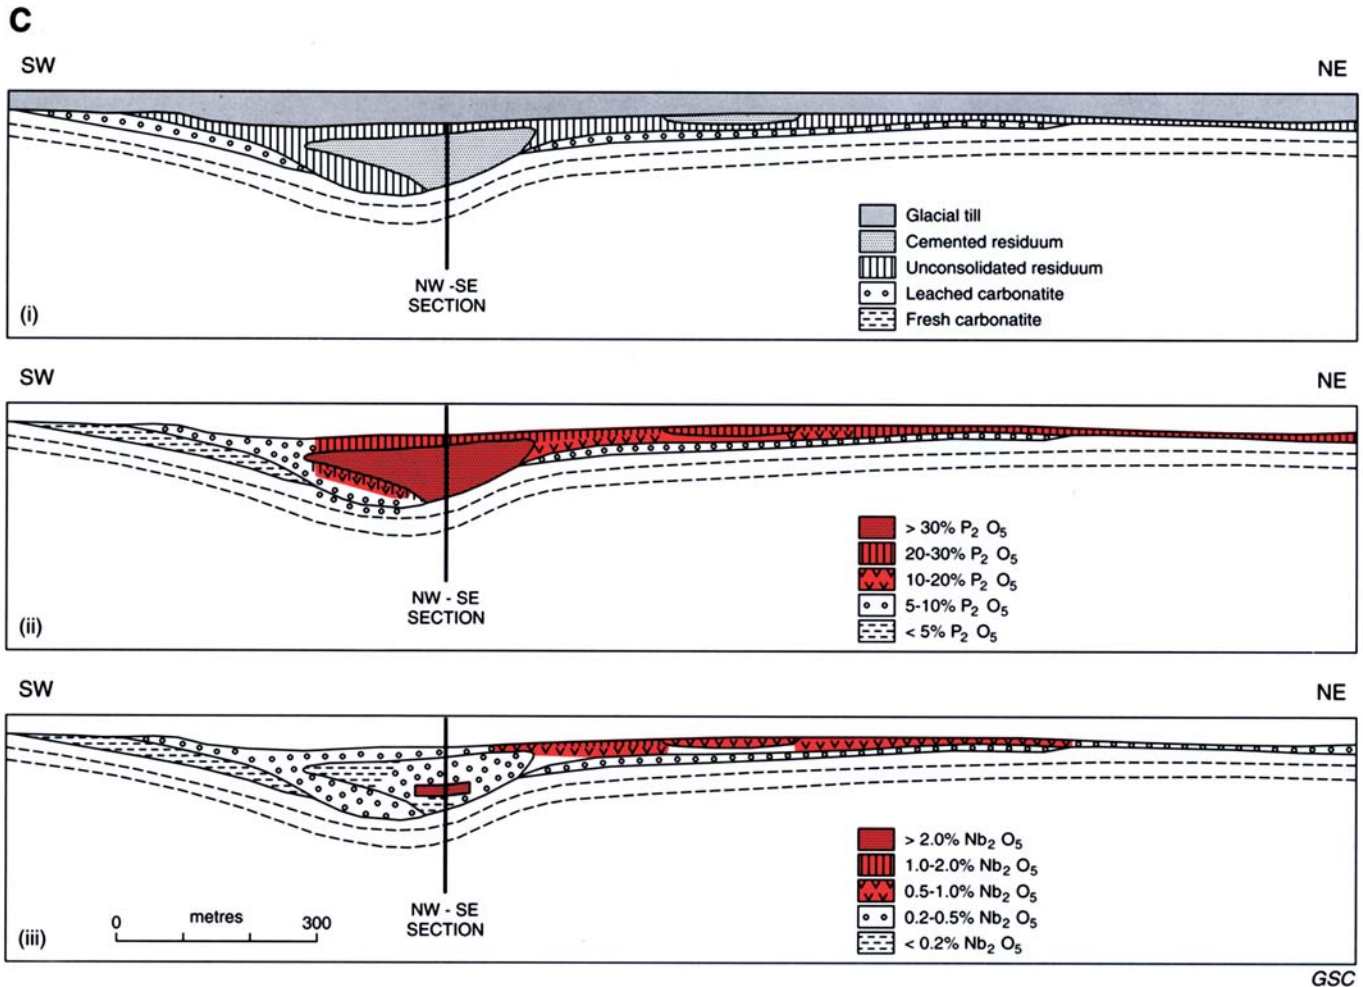 C
SW NE
Glacial till
Cemented residuum
Unconsolidated residuum
Leached carbonatite
Fresh carbonatite
NW -SE
SECTION
(i)
SW NE
> 30% P2 O5
20-30% P2 O5
10-20% P2 O5
5-10% P2 O5
< 5% P2 O5
NW - SE
SECTION
(ii)
SW NE
> 2.0% Nb2 O5
1.0-2.0% Nb2 O5
0.5-1.0% Nb2 O5
0.2-0.5% Nb2 O5
< 0.2% Nb2 O5
NW - SE
SECTION
0 metres 300
(iii)
GSC